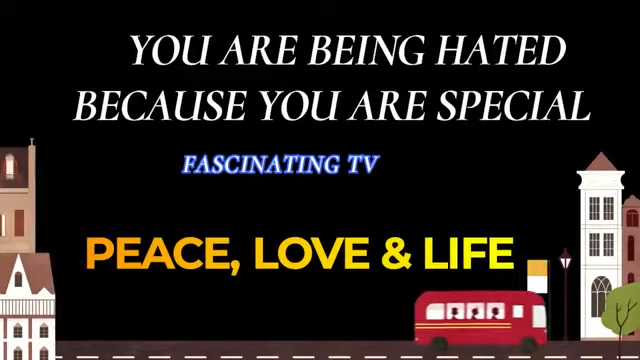 YOU ARE BEING HATED
BECAUSE YOU ARE SPECIAL
FASCINATING TV
PEACE, LOVE & LIFE